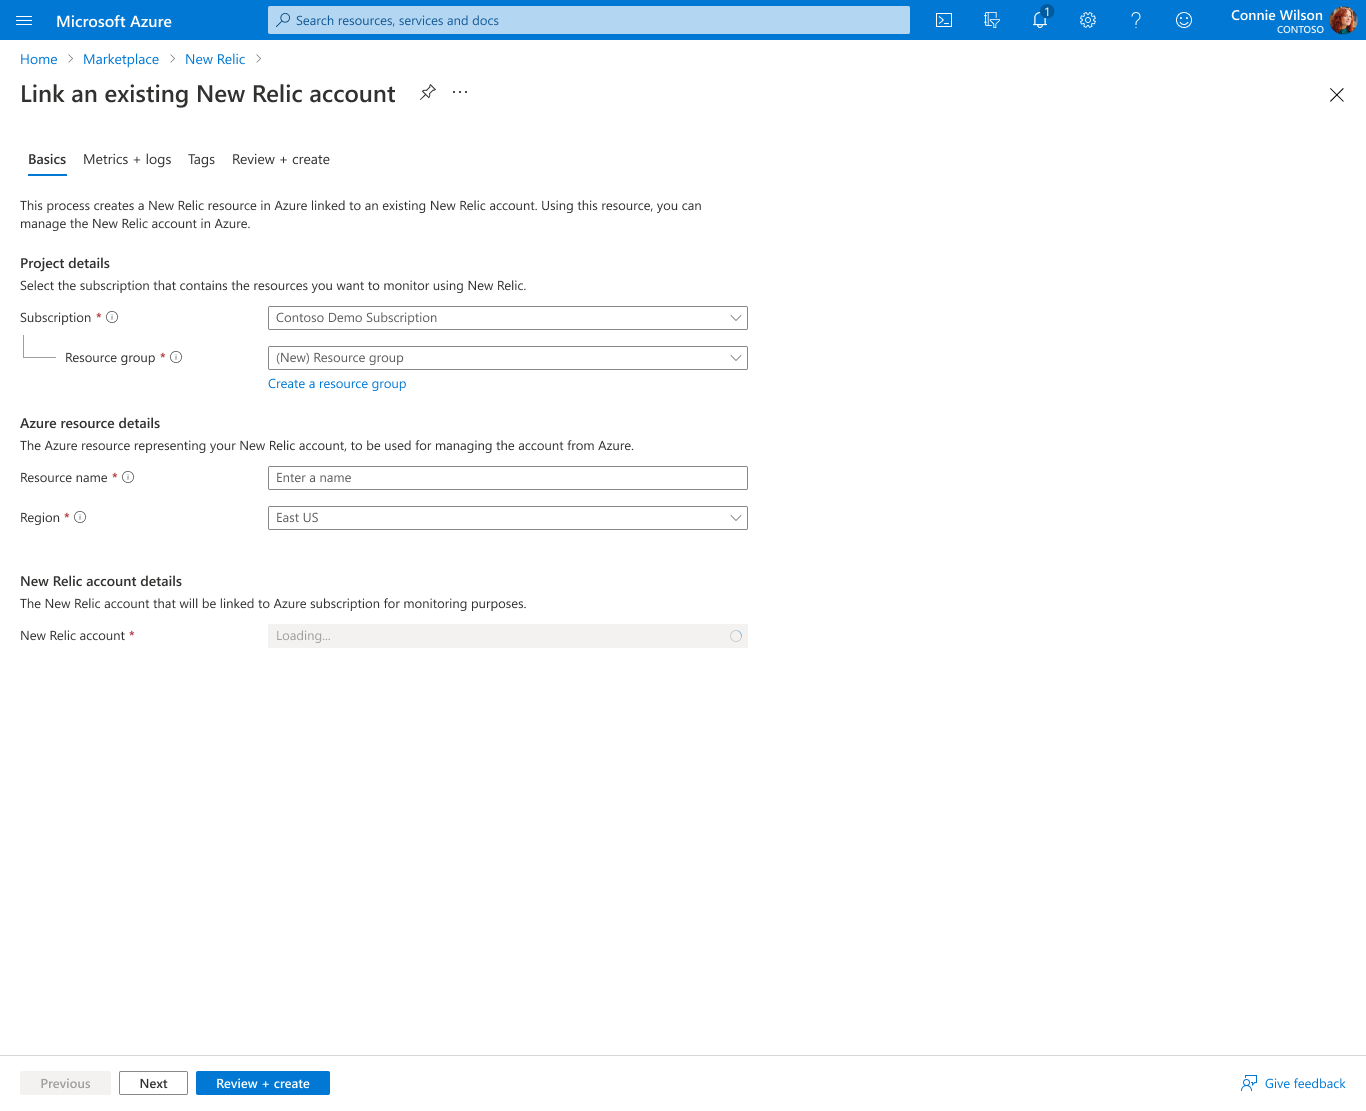 Microsoft Azure
Search resources, services and docs
1
Connie Wilson
CONTOSO
Home > Marketplace > New Relic >
Link an existing New Relic account
Basics Metrics + logs Tags Review + create
This process creates a New Relic resource in Azure linked to an existing New Relic account. Using this resource, you can
manage the New Relic account in Azure.
Project details
Select the subscription that contains the resources you want to monitor using New Relic.
Subscription * Contoso Demo Subscription
Resource group * (New) Resource group
Create a resource group
Azure resource details
The Azure resource representing your New Relic account, to be used for managing the account from Azure.
Resource name * Enter a name
Region * East US
New Relic account details
The New Relic account that will be linked to Azure subscription for monitoring purposes.
New Relic account * Loading...
Previous Next Review + create Give feedback